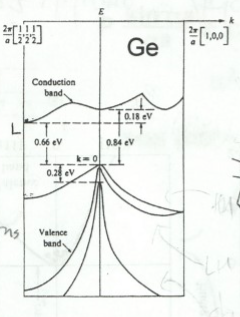 E
k
2π/a [1/2 1/2 1/2]
2π/a [1,0,0]
Ge
Conduction band
0.18 eV
L
0.66 eV
0.84 eV
k = 0
0.28 eV
Valence band
ns